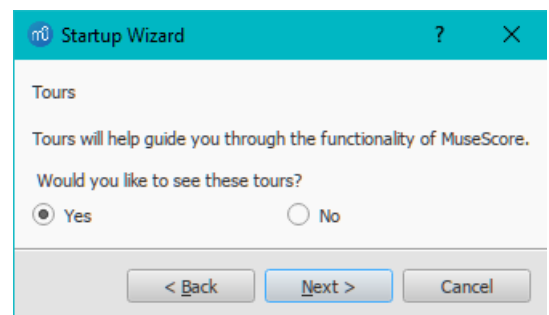 Startup Wizard ?
Tours
Tours will help guide you through the functionality of MuseScore.
Would you like to see these tours?
Yes No
< Back Next > Cancel